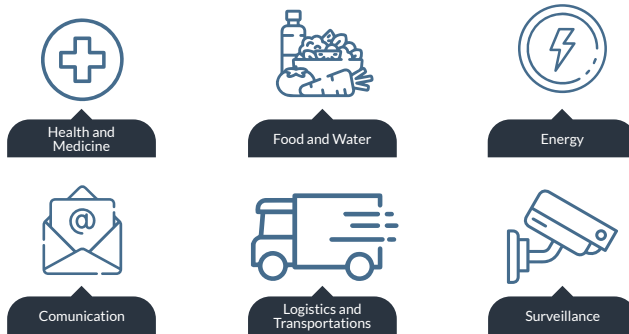 Health and
Medicine
Food and Water
Energy
@
Comunication
Logistics and
Transportations
Surveillance